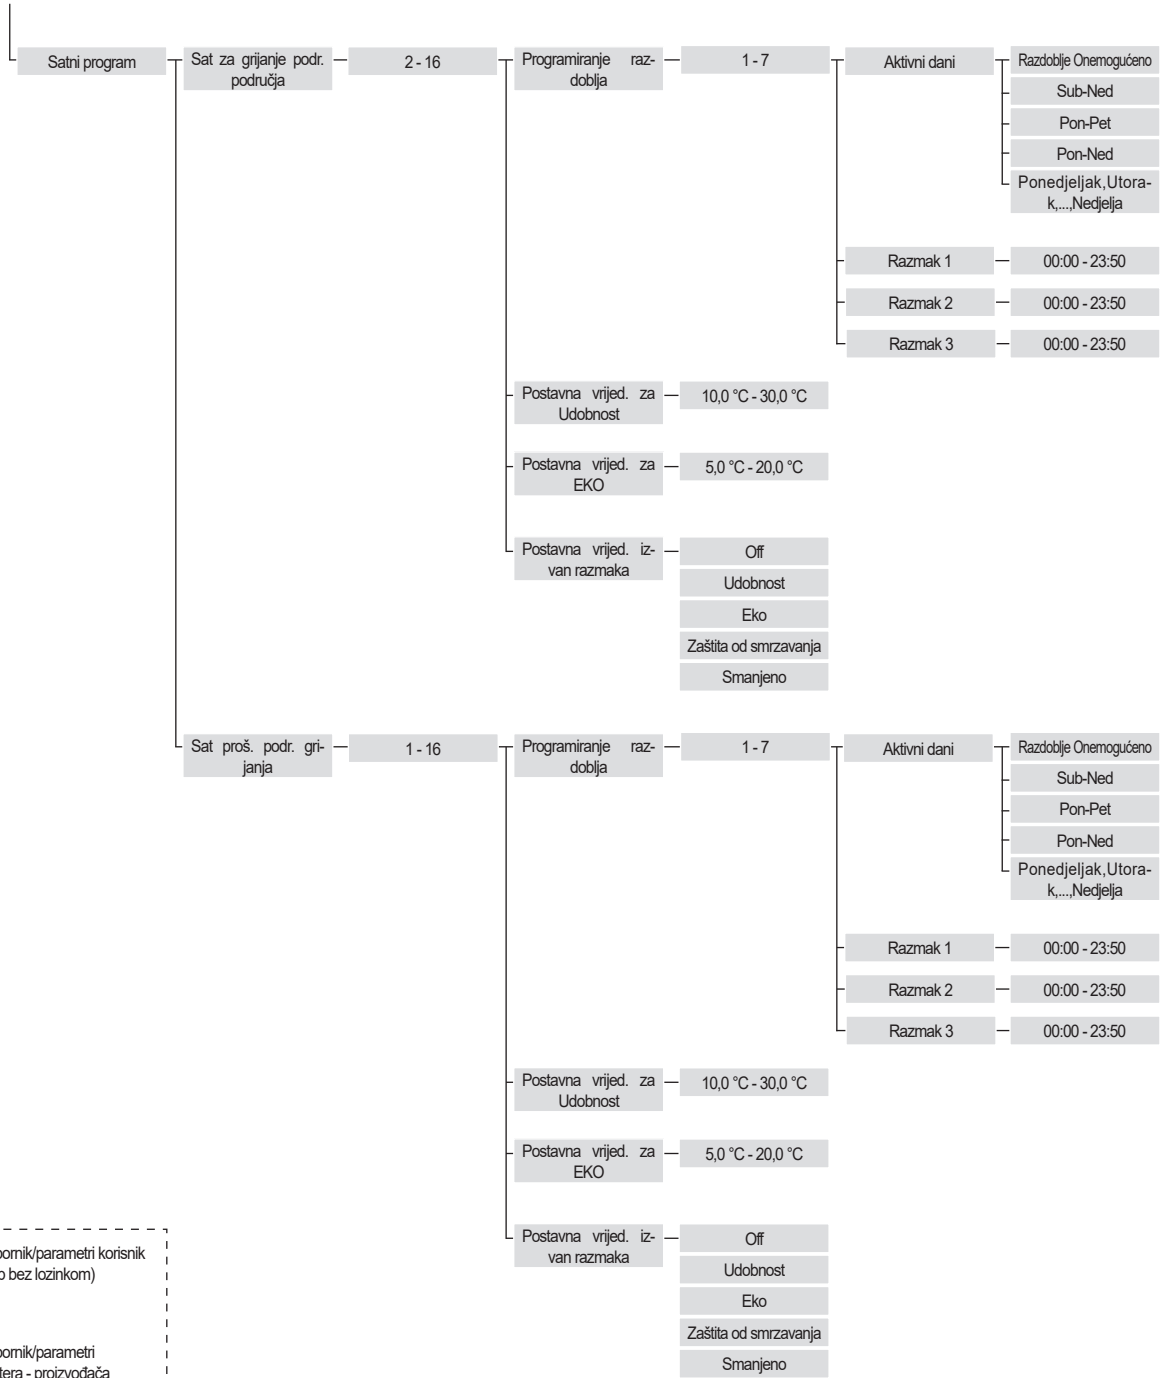 Satni program
Sat za grijanje podr.
područja
2 - 16
Programiranje raz-
doblja
1 - 7
Aktivni dani
Razdoblje Onemogućeno
Sub-Ned
Pon-Pet
Pon-Ned
Ponedjeljak,Utora-
k,...,Nedjelja
Razmak 1
00:00 - 23:50
Razmak 2
00:00 - 23:50
Razmak 3
00:00 - 23:50
Postavna vrijed. za
Udobnost
10,0 °C - 30,0 °C
Postavna vrijed. za
EKO
5,0 °C - 20,0 °C
Postavna vrijed. iz-
van razmaka
Off
Udobnost
Eko
Zaštita od smrzavanja
Smanjeno
Sat proš. podr. gri-
janja
1 - 16
Programiranje raz-
doblja
1 - 7
Aktivni dani
Razdoblje Onemogućeno
Sub-Ned
Pon-Pet
Pon-Ned
Ponedjeljak,Utora-
k,...,Nedjelja
Razmak 1
00:00 - 23:50
Razmak 2
00:00 - 23:50
Razmak 3
00:00 - 23:50
Postavna vrijed. za
Udobnost
10,0 °C - 30,0 °C
Postavna vrijed. za
EKO
5,0 °C - 20,0 °C
Postavna vrijed. iz-
van razmaka
Off
Udobnost
Eko
Zaštita od smrzavanja
Smanjeno
/parametri korisnik
bez lozinkom)
/parametri
- proizvođača